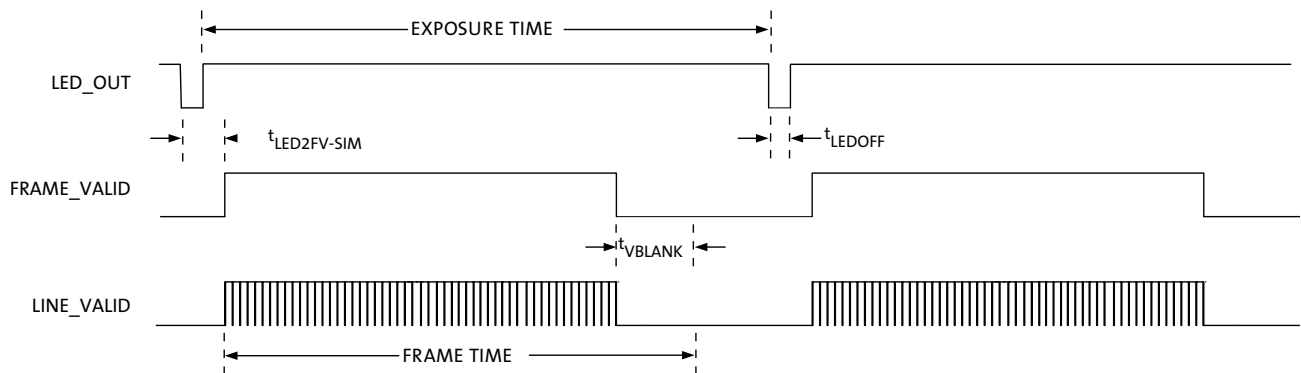 EXPOSURE TIME
LED_OUT
tLED2FV-SIM
tLEDOFF
FRAME_VALID
tVBLANK
LINE_VALID
FRAME TIME